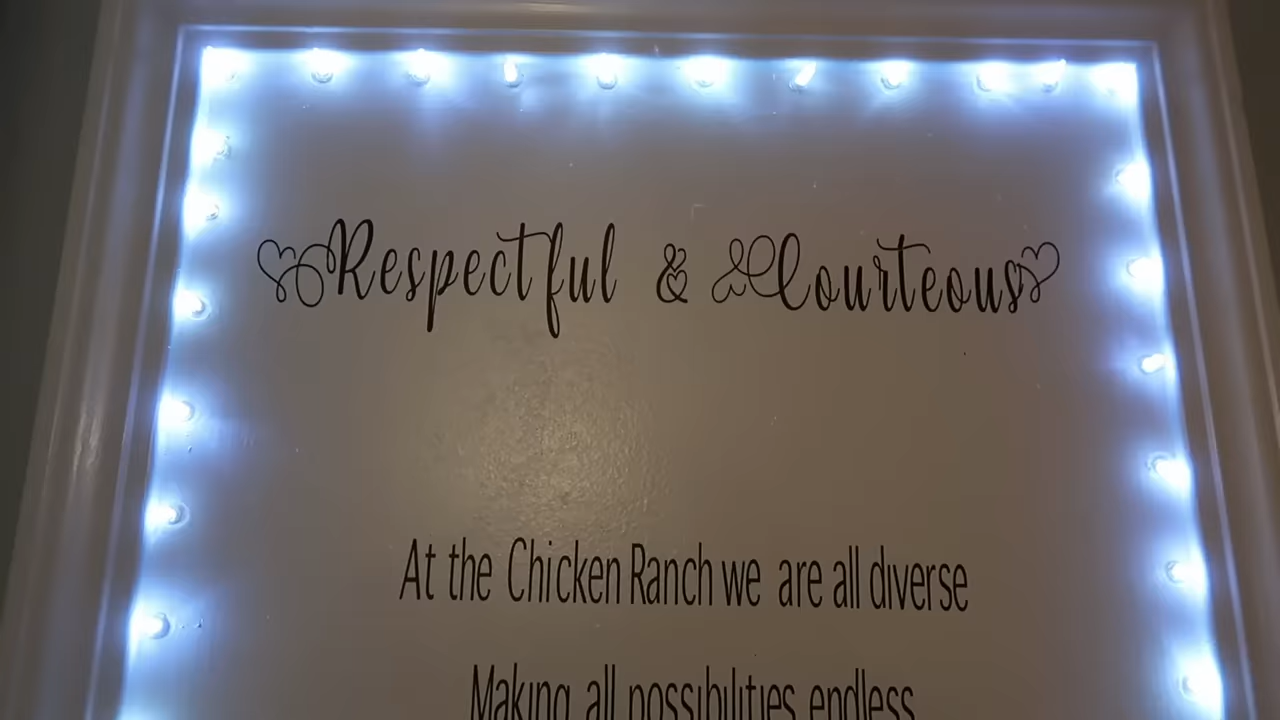 Respectful & Courteous
At the Chicken Ranch we are all diverse
Making all possibilities endless